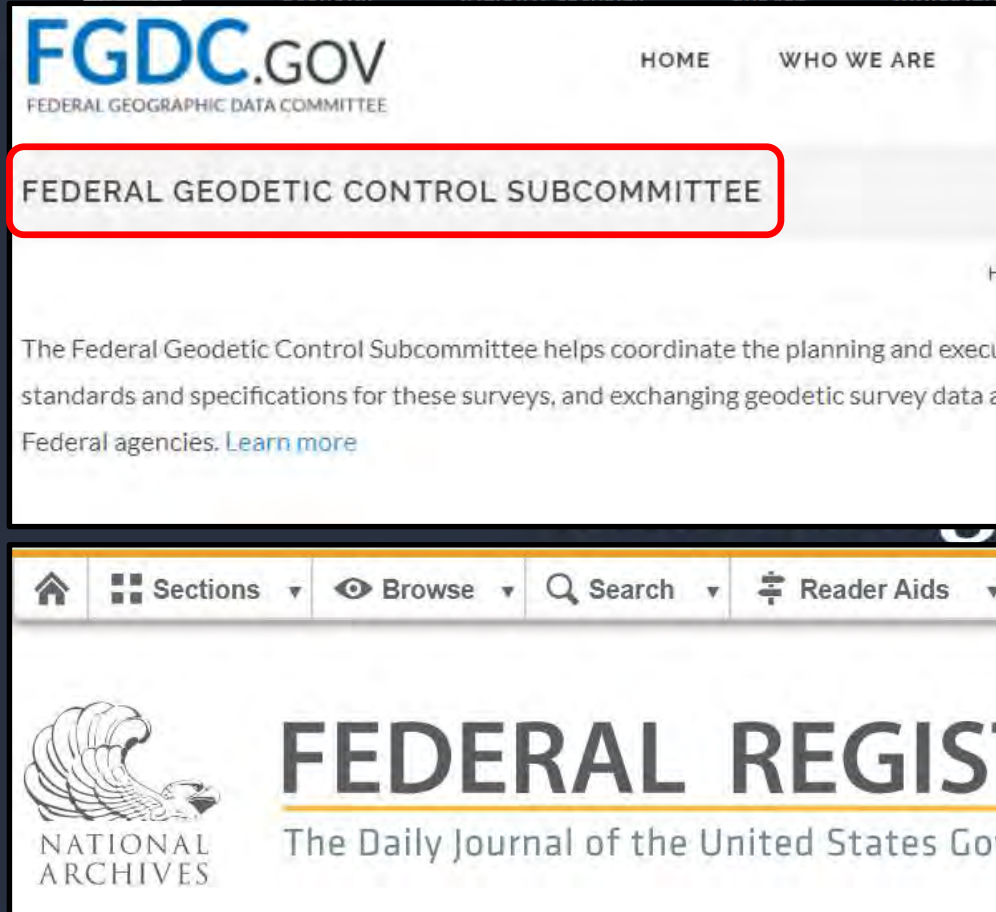 FGDC.GOV
FEDERAL GEOGRAPHIC DATA COMMITTEE
HOME WHO WE ARE
FEDERAL GEODETIC CONTROL SUBCOMMITTEE
H
The Federal Geodetic Control Subcommittee helps coordinate the planning and execu
standards and specifications for these surveys, and exchanging geodetic survey data a
Federal agencies. Learn more
Sections Browse Search Reader Aids
FEDERAL REGIST
The Daily Journal of the United States Gov
NATIONAL
ARCHIVES